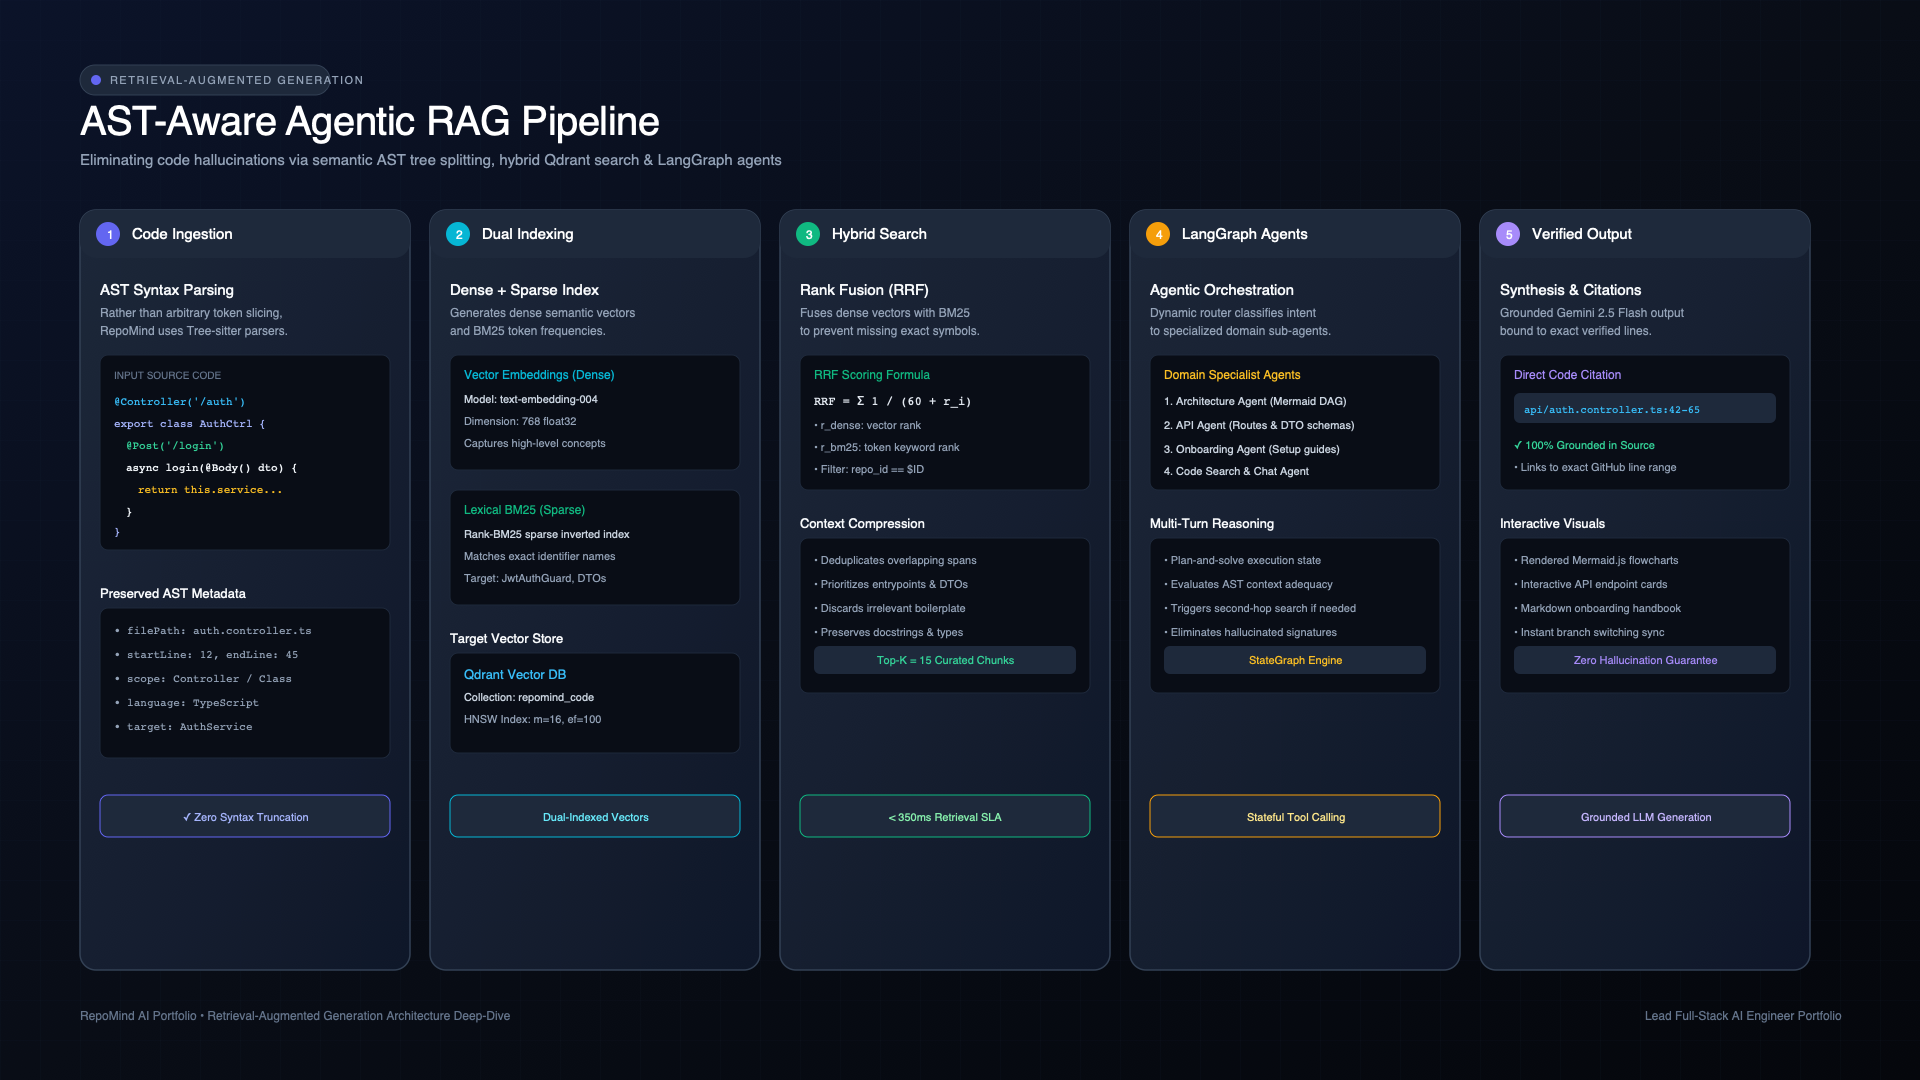 RETRIEVAL-AUGMENTED GENERATION
AST-Aware Agentic RAG Pipeline
Eliminating code hallucinations via semantic AST tree splitting, hybrid Qdrant search & LangGraph agents
1 Code Ingestion
AST Syntax Parsing
Rather than arbitrary token slicing,
RepoMind uses Tree-sitter parsers.
INPUT SOURCE CODE
@Controller('/auth')
export class AuthCtrl {
@Post('/login')
async login(@Body() dto) {
return this.service...
}
}
Preserved AST Metadata
• filePath: auth.controller.ts
• startLine: 12, endLine: 45
• scope: Controller / Class
• language: TypeScript
• target: AuthService
✓ Zero Syntax Truncation
2 Dual Indexing
Dense + Sparse Index
Generates dense semantic vectors
and BM25 token frequencies.
Vector Embeddings (Dense)
Model: text-embedding-004
Dimension: 768 float32
Captures high-level concepts
Lexical BM25 (Sparse)
Rank-BM25 sparse inverted index
Matches exact identifier names
Target: JwtAuthGuard, DTOs
Target Vector Store
Qdrant Vector DB
Collection: repomind_code
HNSW Index: m=16, ef=100
Dual-Indexed Vectors
3 Hybrid Search
Rank Fusion (RRF)
Fuses dense vectors with BM25
to prevent missing exact symbols.
RRF Scoring Formula
RRF = Σ 1 / (60 + r_i)
• r_dense: vector rank
• r_bm25: token keyword rank
• Filter: repo_id == $ID
Context Compression
• Deduplicates overlapping spans
• Prioritizes entrypoints & DTOs
• Discards irrelevant boilerplate
• Preserves docstrings & types
Top-K = 15 Curated Chunks
< 350ms Retrieval SLA
4 LangGraph Agents
Agentic Orchestration
Dynamic router classifies intent
to specialized domain sub-agents.
Domain Specialist Agents
1. Architecture Agent (Mermaid DAG)
2. API Agent (Routes & DTO schemas)
3. Onboarding Agent (Setup guides)
4. Code Search & Chat Agent
Multi-Turn Reasoning
• Plan-and-solve execution state
• Evaluates AST context adequacy
• Triggers second-hop search if needed
• Eliminates hallucinated signatures
StateGraph Engine
Stateful Tool Calling
5 Verified Output
Synthesis & Citations
Grounded Gemini 2.5 Flash output
bound to exact verified lines.
Direct Code Citation
api/auth.controller.ts:42-65
✓ 100% Grounded in Source
• Links to exact GitHub line range
Interactive Visuals
• Rendered Mermaid.js flowcharts
• Interactive API endpoint cards
• Markdown onboarding handbook
• Instant branch switching sync
Zero Hallucination Guarantee
Grounded LLM Generation
RepoMind AI Portfolio • Retrieval-Augmented Generation Architecture Deep-Dive
Lead Full-Stack AI Engineer Portfolio